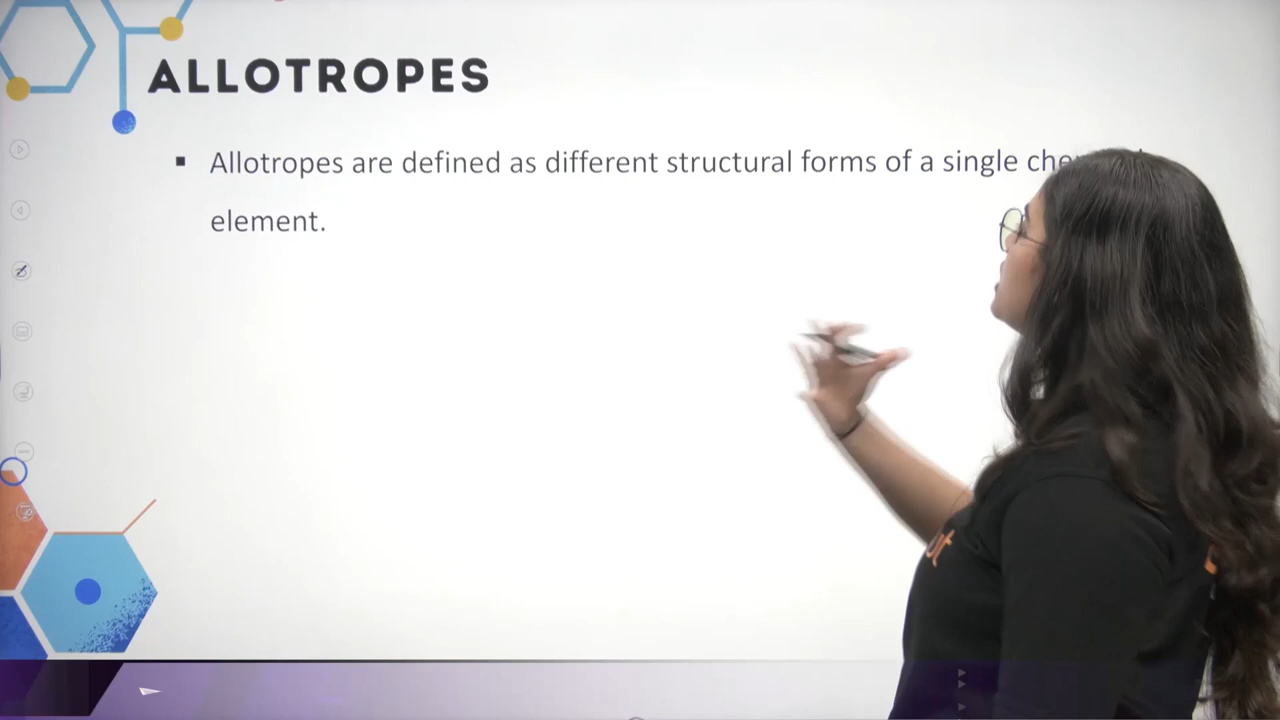 ALLOTROPES
▪ Allotropes are defined as different structural forms of a single
element.